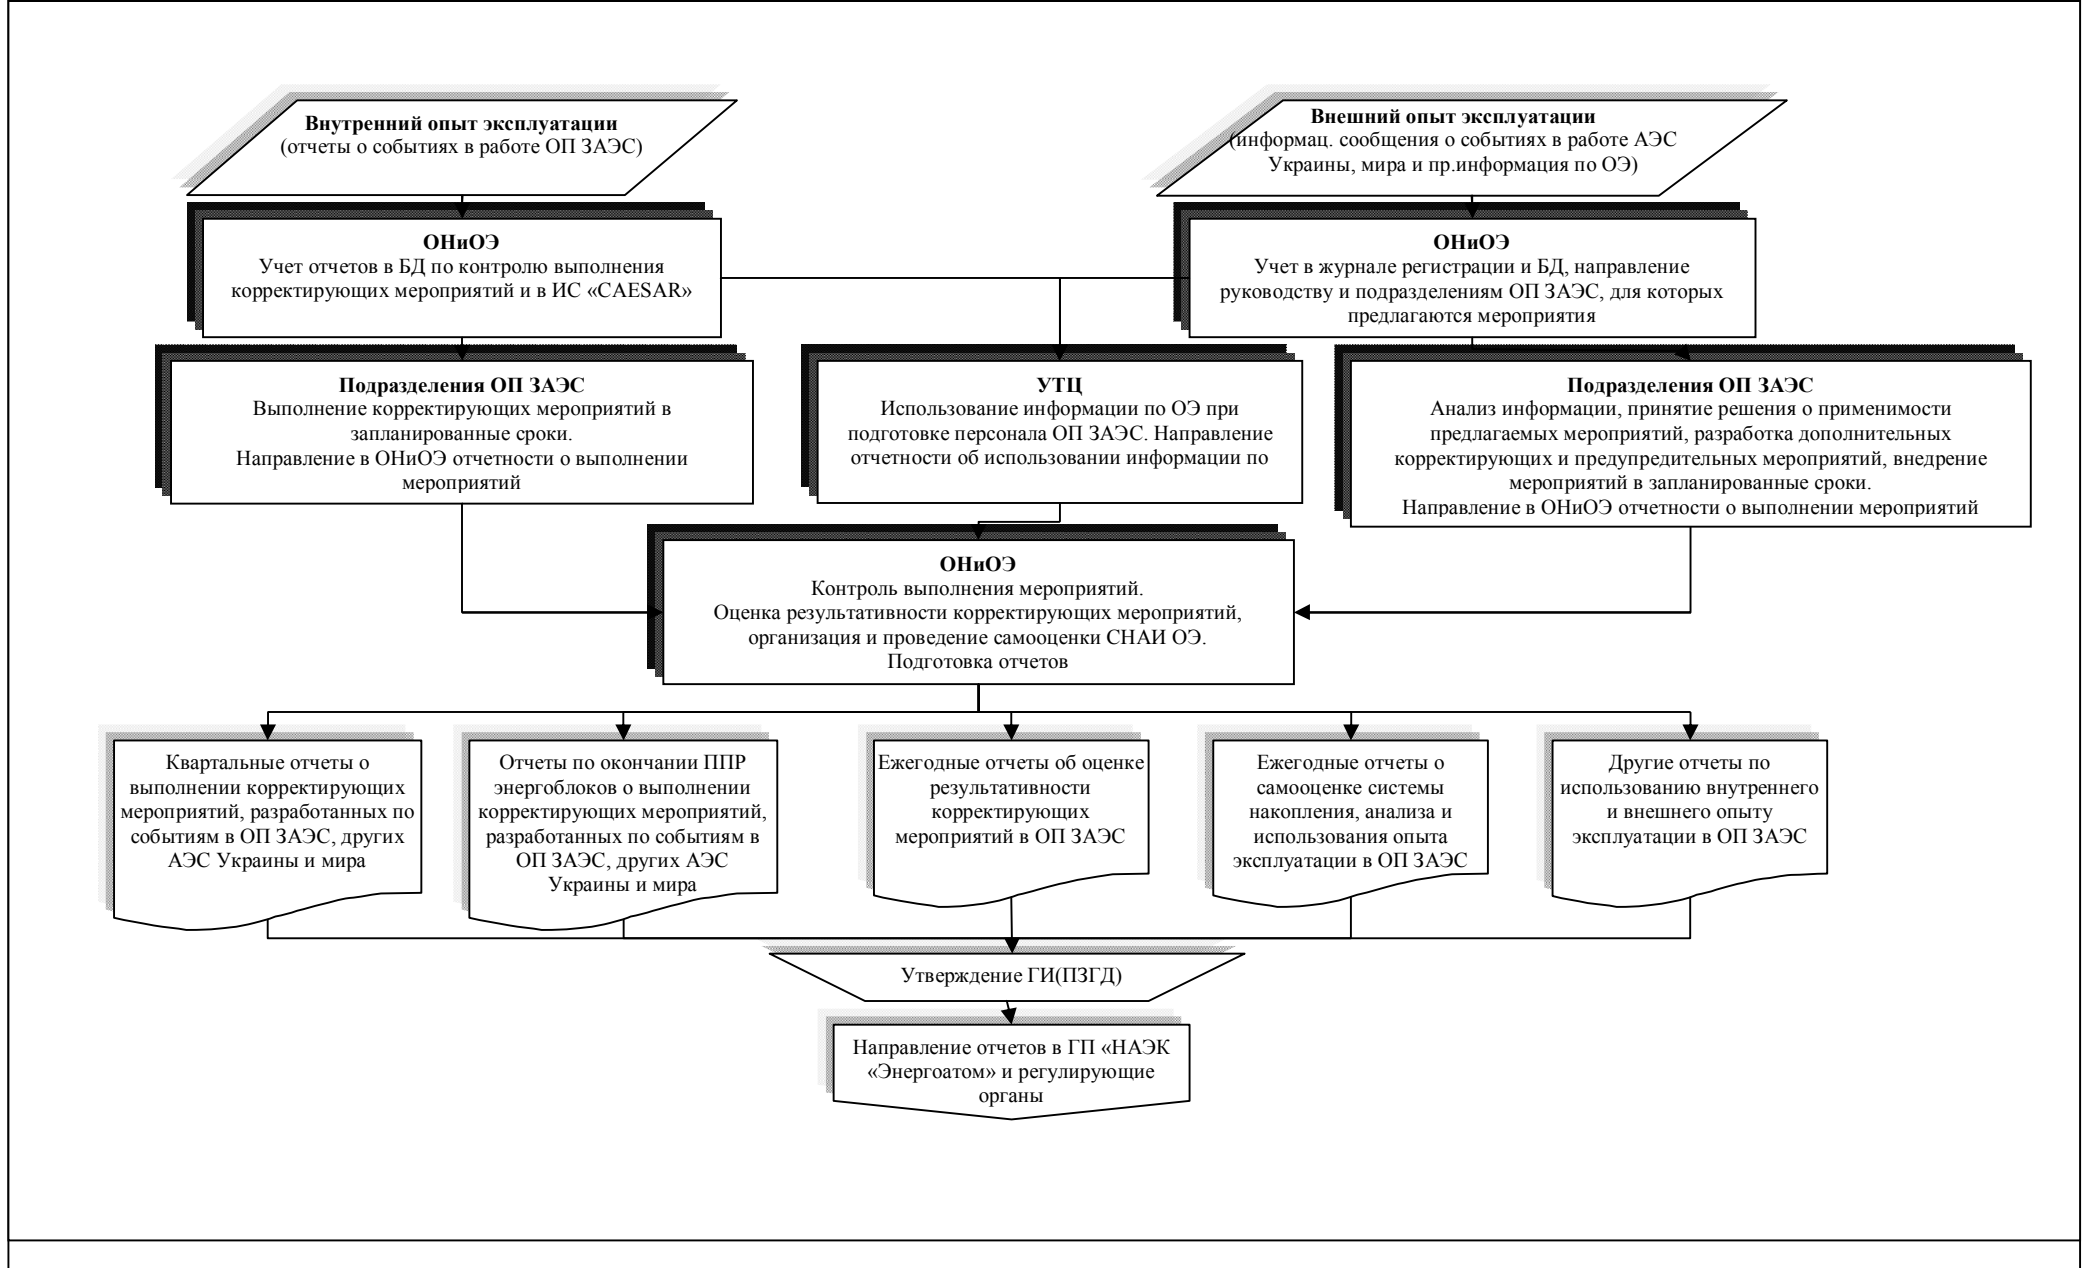 Внутренний опыт эксплуатации
(отчеты о событиях в работе ОП ЗАЭС)
Внешний опыт эксплуатации
(информац. сообщения о событиях в работе АЭС
Украины, мира и пр.информация по ОЭ)
ОНиОЭ
Учет отчетов в БД по контролю выполнения
корректирующих мероприятий и в ИС «CAESAR»
ОНиОЭ
Учет в журнале регистрации и БД, направление
руководству и подразделениям ОП ЗАЭС, для которых
предлагаются мероприятия
Подразделения ОП ЗАЭС
Выполнение корректирующих мероприятий в
запланированные сроки.
Направление в ОНиОЭ отчетности о выполнении
мероприятий
УТЦ
Использование информации по ОЭ при
подготовке персонала ОП ЗАЭС. Направление
отчетности об использовании информации по
Подразделения ОП ЗАЭС
Анализ информации, принятие решения о применимости
предлагаемых мероприятий, разработка дополнительных
корректирующих и предупредительных мероприятий, внедрение
мероприятий в запланированные сроки.
Направление в ОНиОЭ отчетности о выполнении мероприятий
ОНиОЭ
Контроль выполнения мероприятий.
Оценка результативности корректирующих мероприятий,
организация и проведение самооценки СНАИ ОЭ.
Подготовка отчетов
Квартальные отчеты о
выполнении корректирующих
мероприятий, разработанных по
событиям в ОП ЗАЭС, других
АЭС Украины и мира
Отчеты по окончании ППР
энергоблоков о выполнении
корректирующих мероприятий,
разработанных по событиям в
ОП ЗАЭС, других АЭС
Украины и мира
Ежегодные отчеты об оценке
результативности
корректирующих
мероприятий в ОП ЗАЭС
Ежегодные отчеты о
самооценке системы
накопления, анализа и
использования опыта
эксплуатации в ОП ЗАЭС
Другие отчеты по
использованию внутреннего
и внешнего опыту
эксплуатации в ОП ЗАЭС
Утверждение ГИ(ПЗГД)
Направление отчетов в ГП «НАЭК
«Энергоатом» и регулирующие
органы